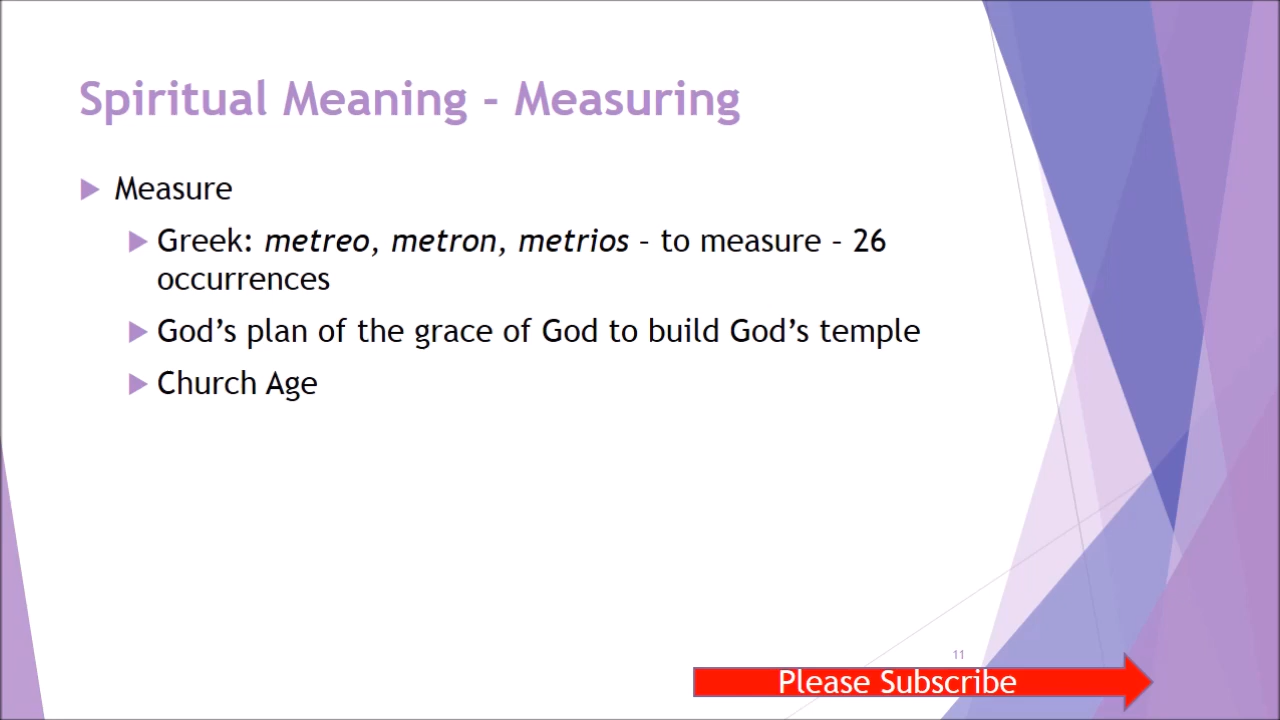 Spiritual Meaning - Measuring
Measure
Greek: metreo, metron, metrios – to measure – 26
occurrences
God’s plan of the grace of God to build God’s temple
Church Age
11
Please Subscribe